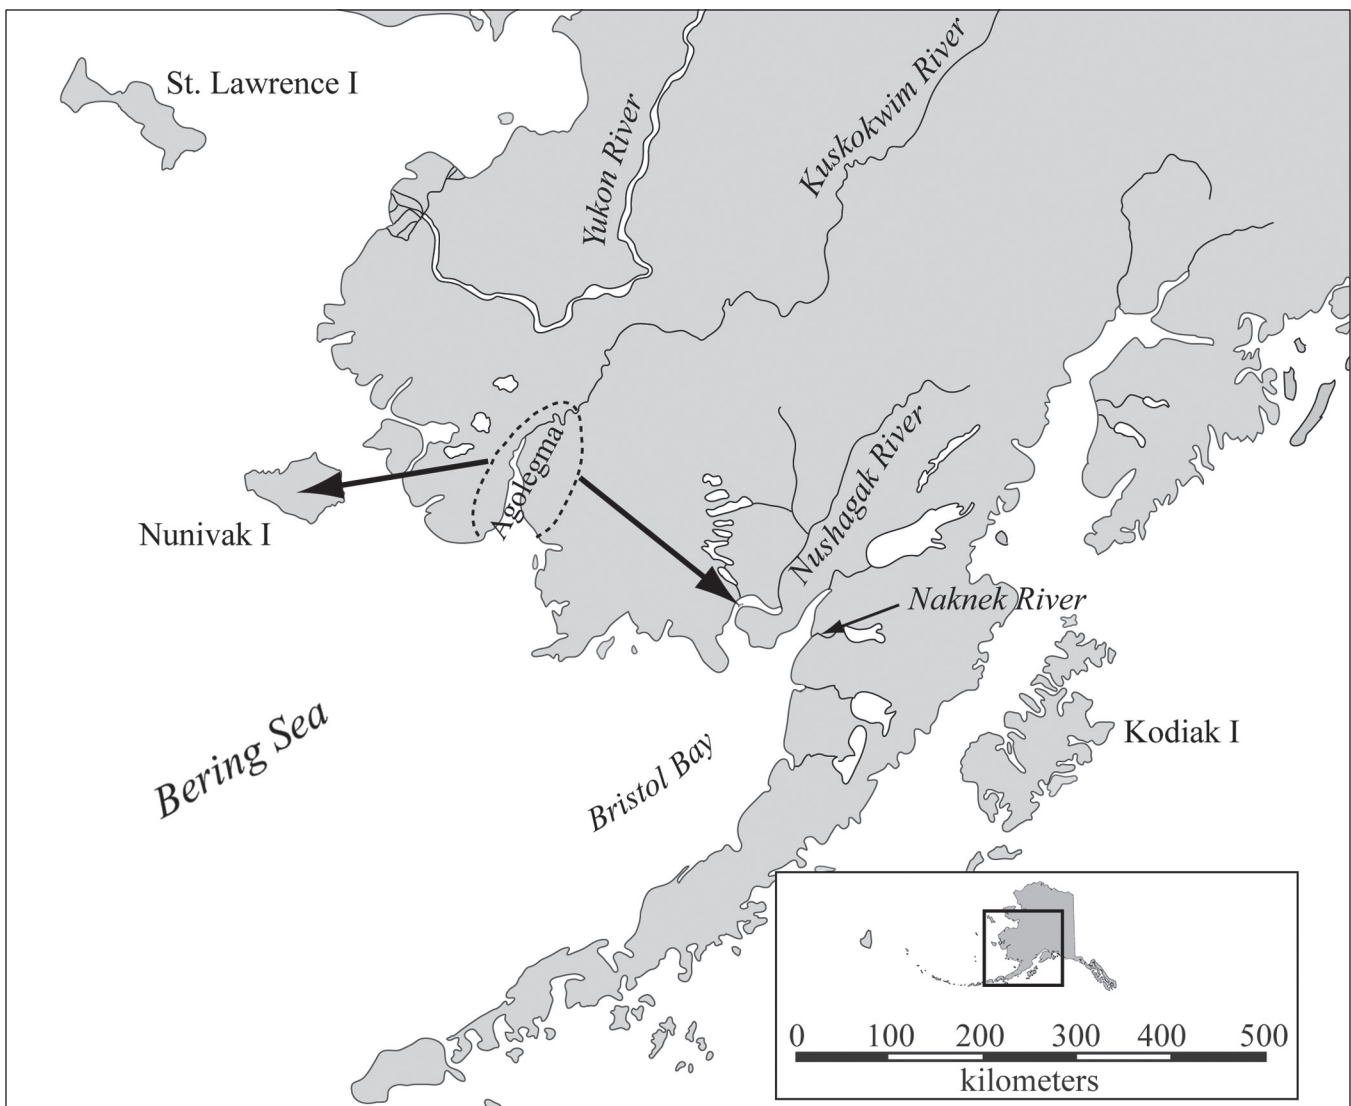 St. Lawrence I
Yukon River
Kuskokwim River
Agolegma
Nunivak I
Nushagak River
Naknek River
Bering Sea
Bristol Bay
Kodiak I
0 100 200 300 400 500
kilometers